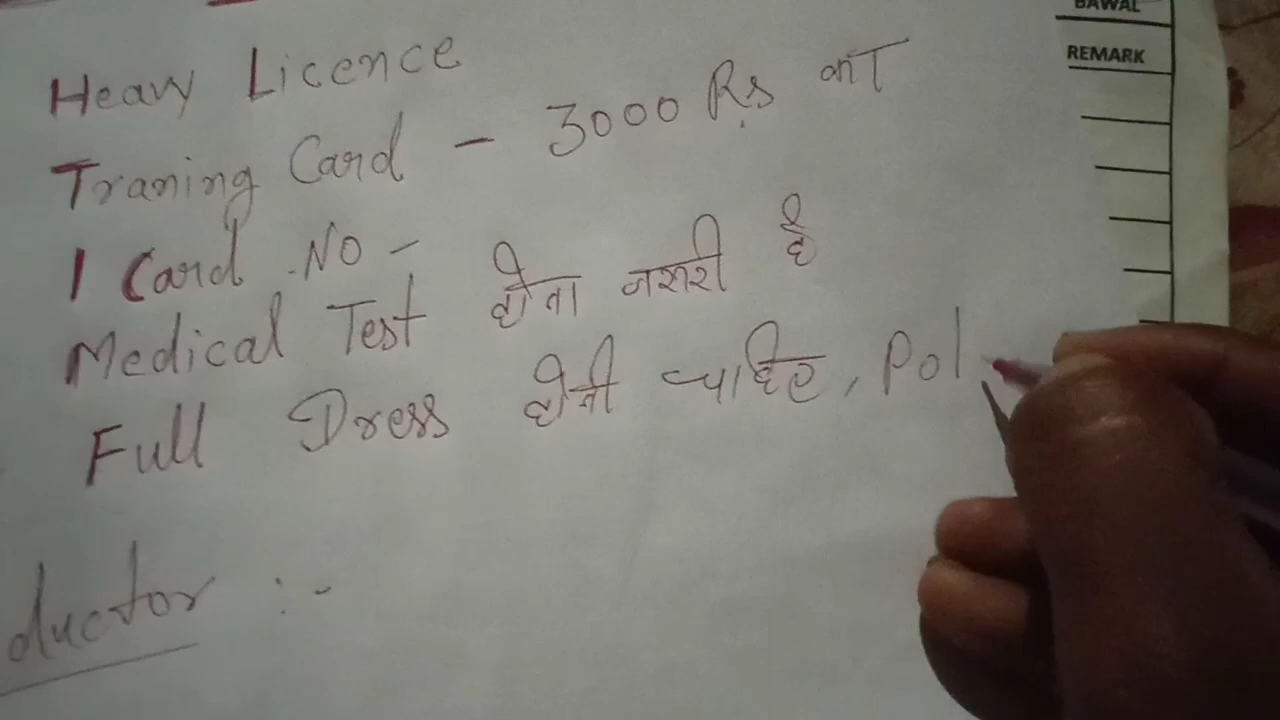 BAWAL
REMARK
Heavy Licence
Traning Card - 3000 Rs का
I Card NO -
Medical Test होना जरूरी है
Full Dress होनी चाहिए, Pol
ductor :-